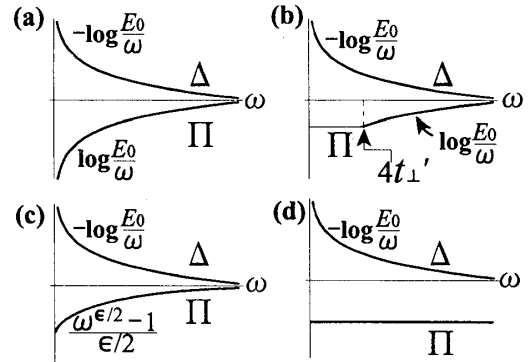 (a)
-log E0/ω
Δ
ω
Π
log E0/ω
(b)
-log E0/ω
Δ
ω
Π
log E0/ω
4t⊥′
(c)
-log E0/ω
Δ
ω
Π
ω^{ϵ/2} − 1 / ϵ/2
(d)
-log E0/ω
Δ
ω
Π